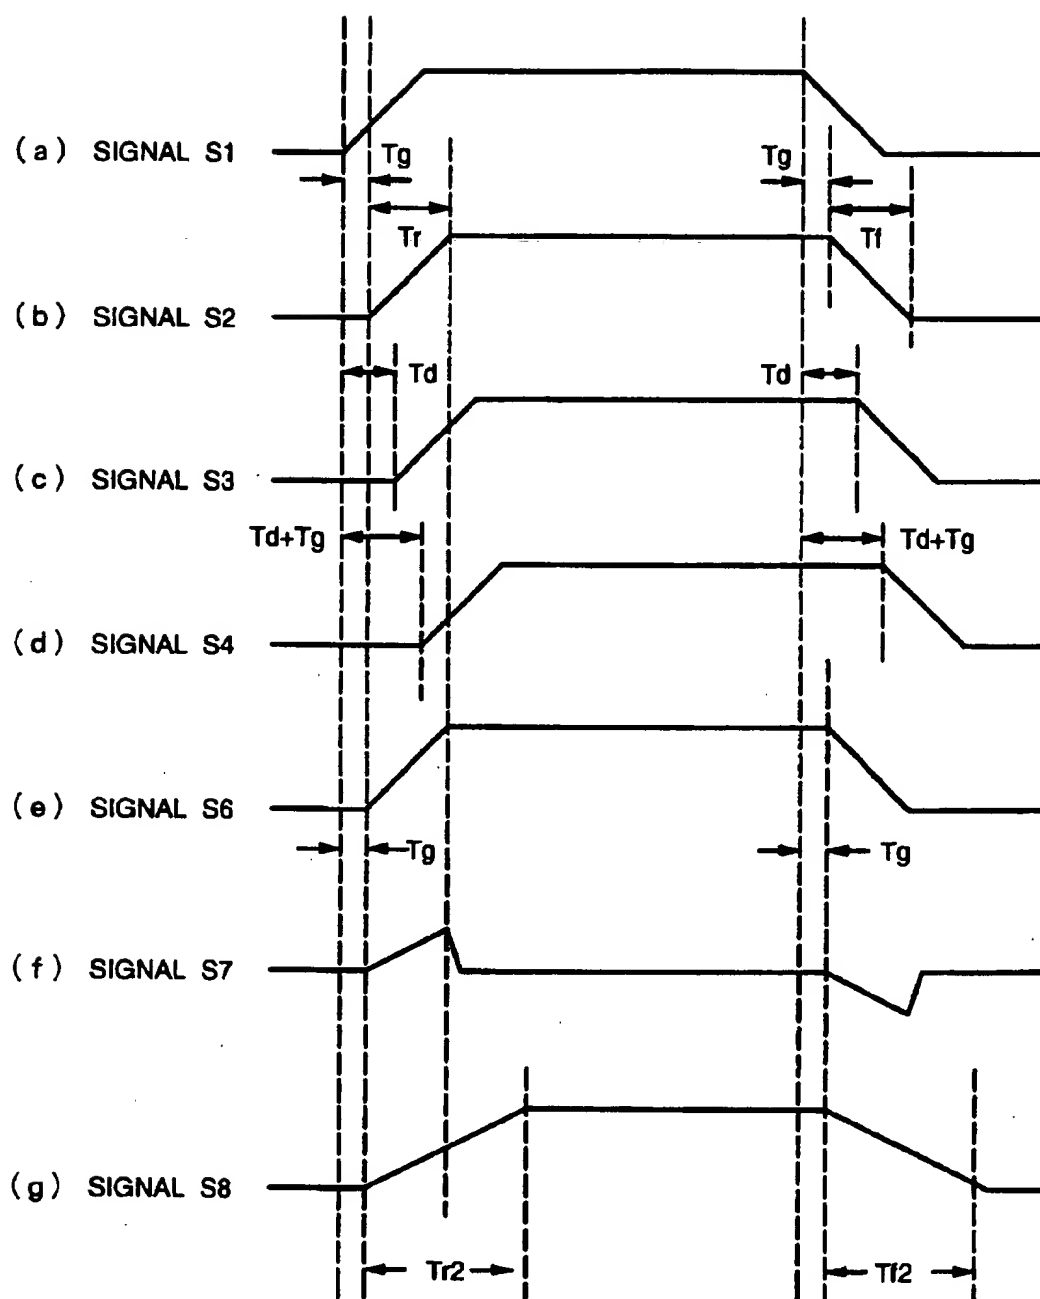 (a) SIGNAL S1
Tg
Tg
Tr
Tf
(b) SIGNAL S2
Td
Td
(c) SIGNAL S3
Td+Tg
Td+Tg
(d) SIGNAL S4
(e) SIGNAL S6
Tg
Tg
(f) SIGNAL S7
(g) SIGNAL S8
Tr2
Tf2